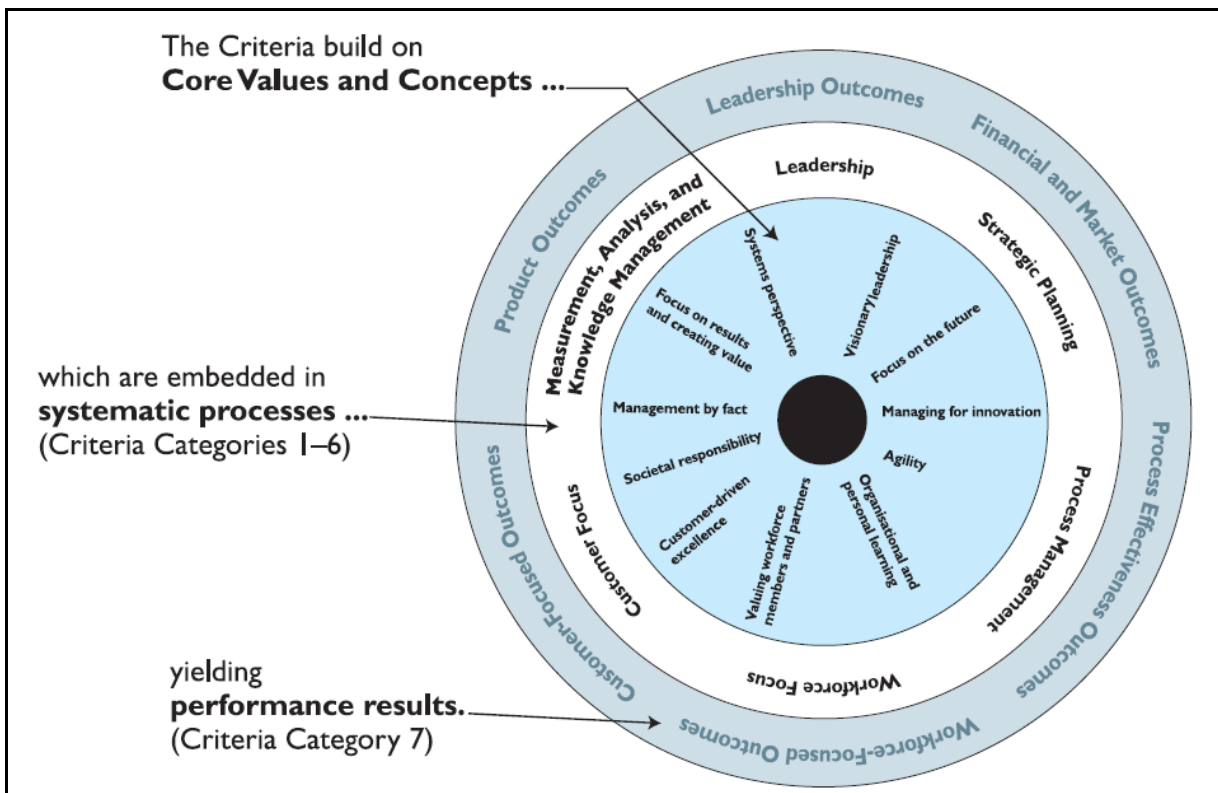 The Criteria build on
Core Values and Concepts ...
which are embedded in
systematic processes ...
(Criteria Categories 1–6)
yielding
performance results.
(Criteria Category 7)
Leadership Outcomes
Financial and Market Outcomes
Process Effectiveness Outcomes
Workforce-Focused Outcomes
Customer-Focused Outcomes
Product Outcomes
Leadership
Strategic Planning
Process Management
Workforce Focus
Customer Focus
Measurement, Analysis, and
Knowledge Management
Systems perspective
Visionary leadership
Focus on the future
Managing for innovation
Agility
Organisational and
personal learning
Valuing workforce
members and partners
Customer-driven
excellence
Societal responsibility
Management by fact
Focus on results
and creating value